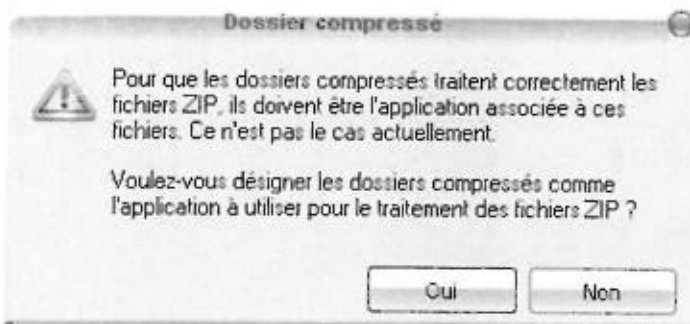 Dossier compressé
Pour que les dossiers compressés traitent correctement les
fichiers ZIP, ils doivent être l'application associée à ces
fichiers. Ce n'est pas le cas actuellement.
Voulez-vous désigner les dossiers compressés comme
l'application à utiliser pour le traitement des fichiers ZIP ?
Oui
Non